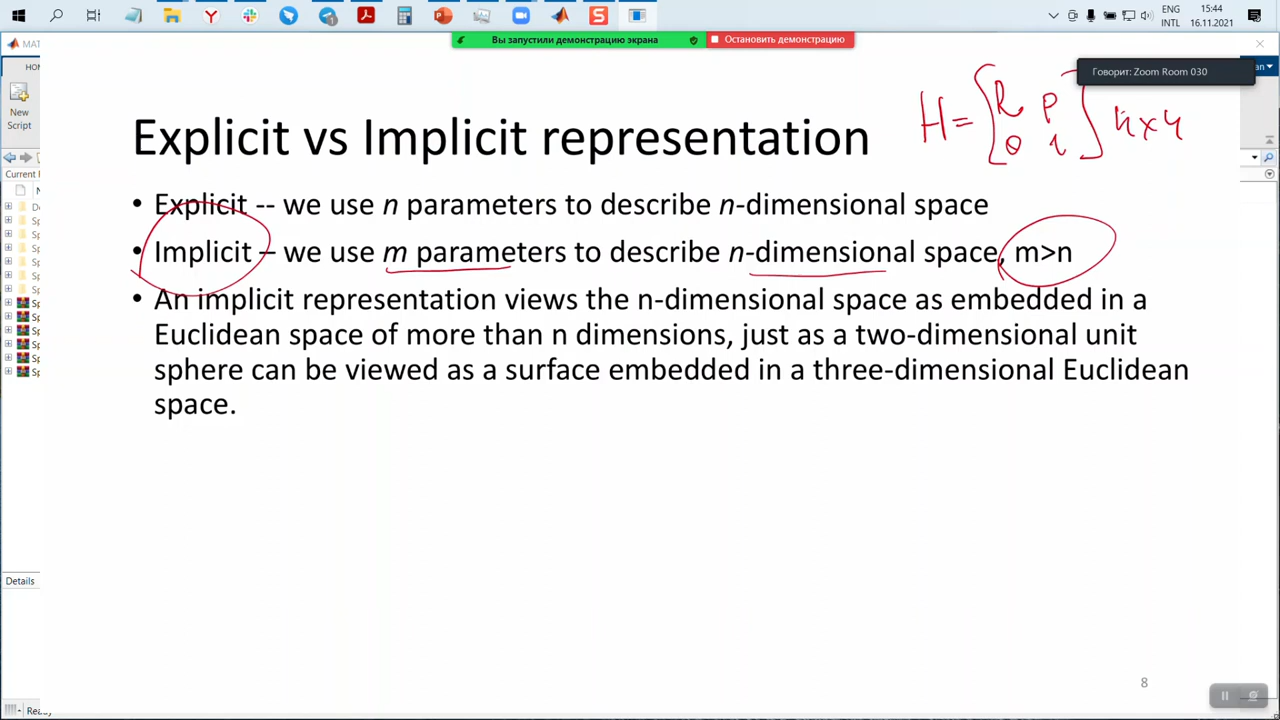 ENG
15:44
INTL
16.11.2021
MAT
Вы запустили демонстрацию экрана
Остановить демонстрацию
HOM
Говорит: Zoom Room 030
New
Script
Explicit vs Implicit representation
H = [ R p
0 1 ] 4x4
Current F
• Explicit -- we use n parameters to describe n-dimensional space
• Implicit – we use m parameters to describe n-dimensional space, m>n
• An implicit representation views the n-dimensional space as embedded in a
Euclidean space of more than n dimensions, just as a two-dimensional unit
sphere can be viewed as a surface embedded in a three-dimensional Euclidean
space.
Details
8
Ready